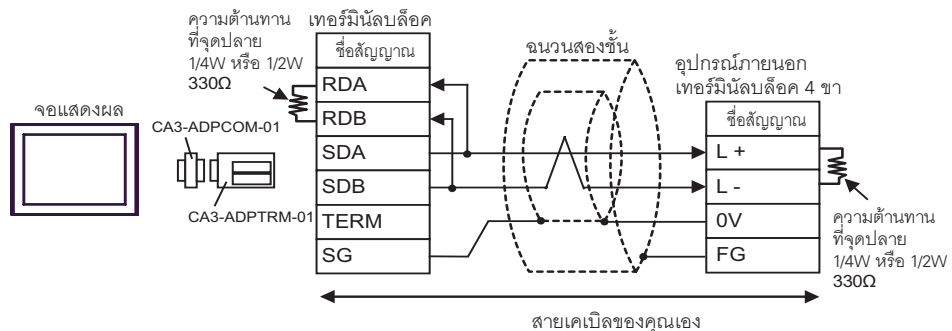 ความต้านทาน
ที่จุดปลาย
1/4W หรือ 1/2W
330Ω
เทอร์มินัลบล็อค
ชื่อสัญญาณ
RDA
RDB
SDA
SDB
TERM
SG
จอแสดงผล
CA3-ADPCOM-01
CA3-ADPTRM-01
ฉนวนสองชั้น
อุปกรณ์ภายนอก
เทอร์มินัลบล็อค 4 ขา
ชื่อสัญญาณ
L +
L -
0V
FG
ความต้านทาน
ที่จุดปลาย
1/4W หรือ 1/2W
330Ω
สายเคเบิลของคุณเอง